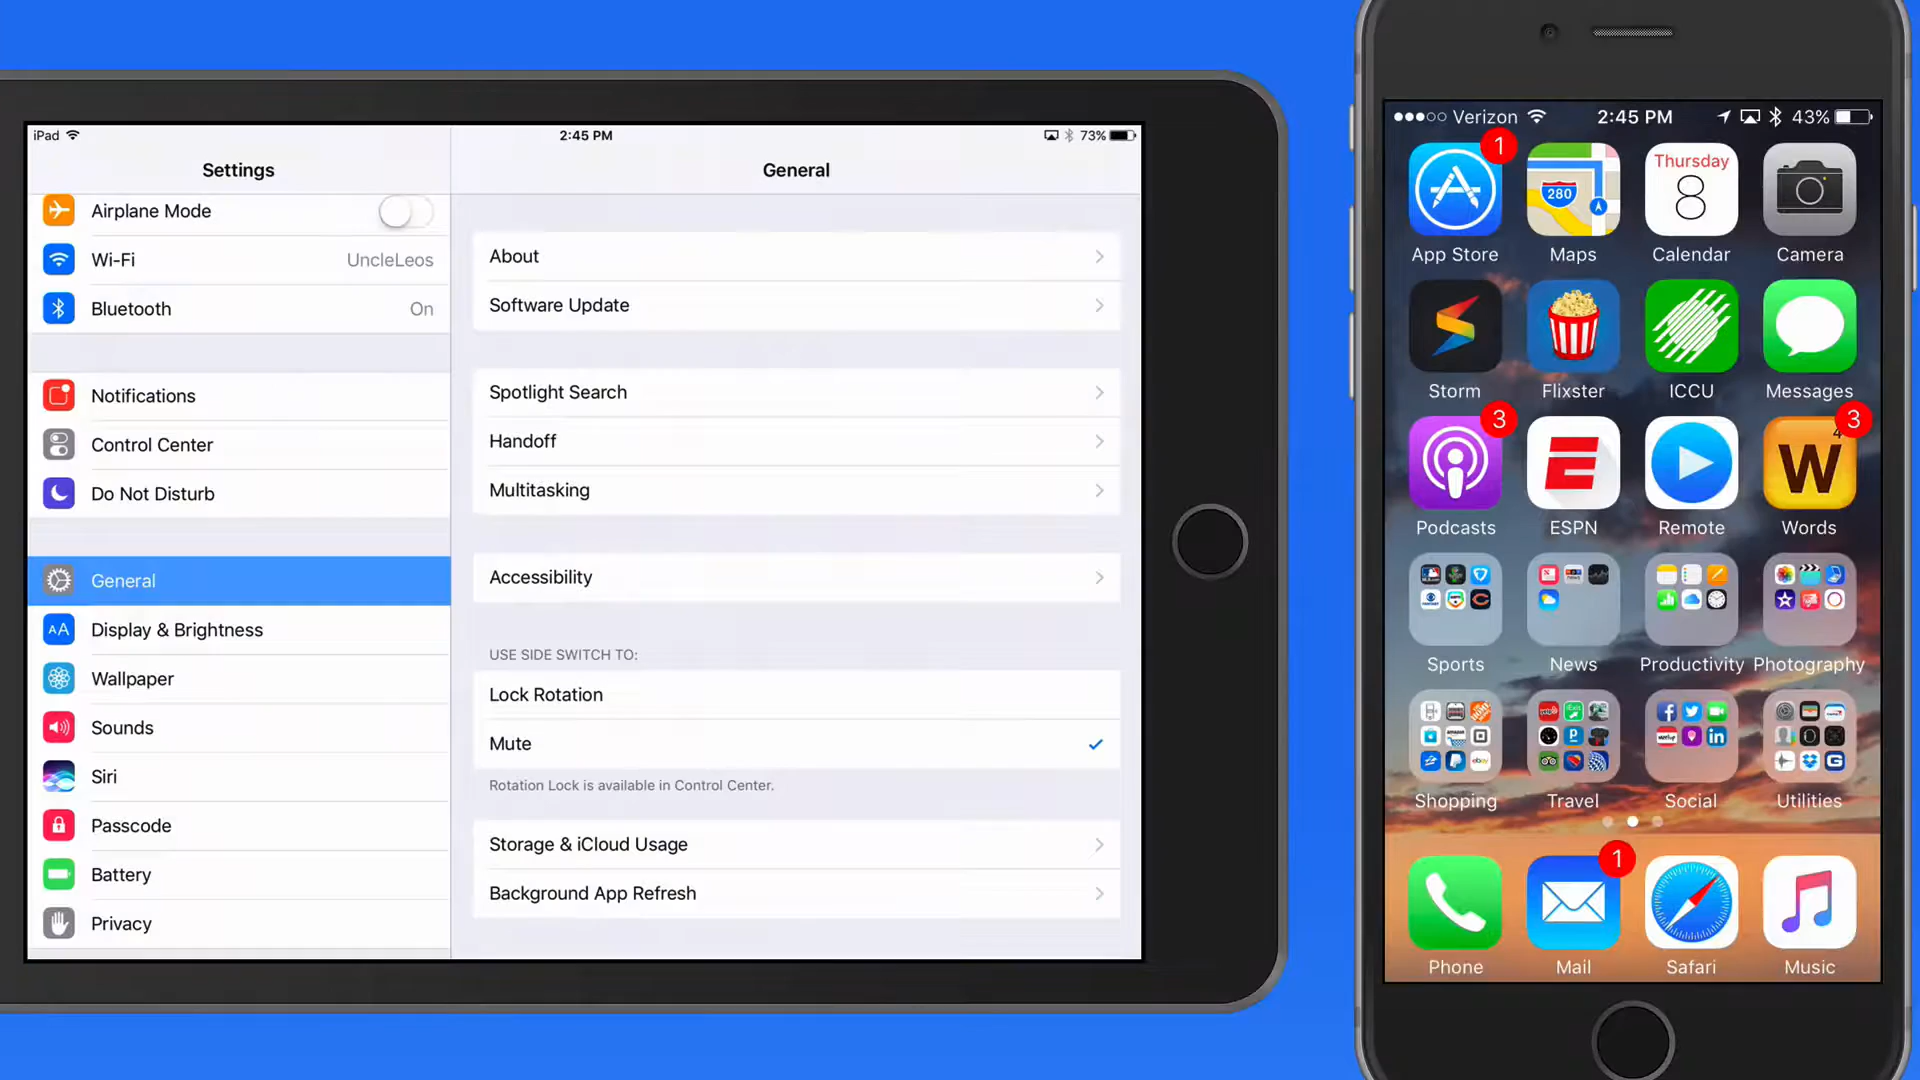 iPad
2:45 PM
73%
Settings
General
Airplane Mode
Wi-Fi
UncleLeos
Bluetooth
On
Notifications
Control Center
Do Not Disturb
General
Display & Brightness
Wallpaper
Sounds
Siri
Passcode
Battery
Privacy
About
Software Update
Spotlight Search
Handoff
Multitasking
Accessibility
USE SIDE SWITCH TO:
Lock Rotation
Mute
Rotation Lock is available in Control Center.
Storage & iCloud Usage
Background App Refresh
Verizon
2:45 PM
43%
1
280
Thursday
8
App Store
Maps
Calendar
Camera
Storm
Flixster
ICCU
Messages
3
3
4
W
Podcasts
ESPN
Remote
Words
Sports
News
Productivity
Photography
Shopping
Travel
Social
Utilities
1
Phone
Mail
Safari
Music